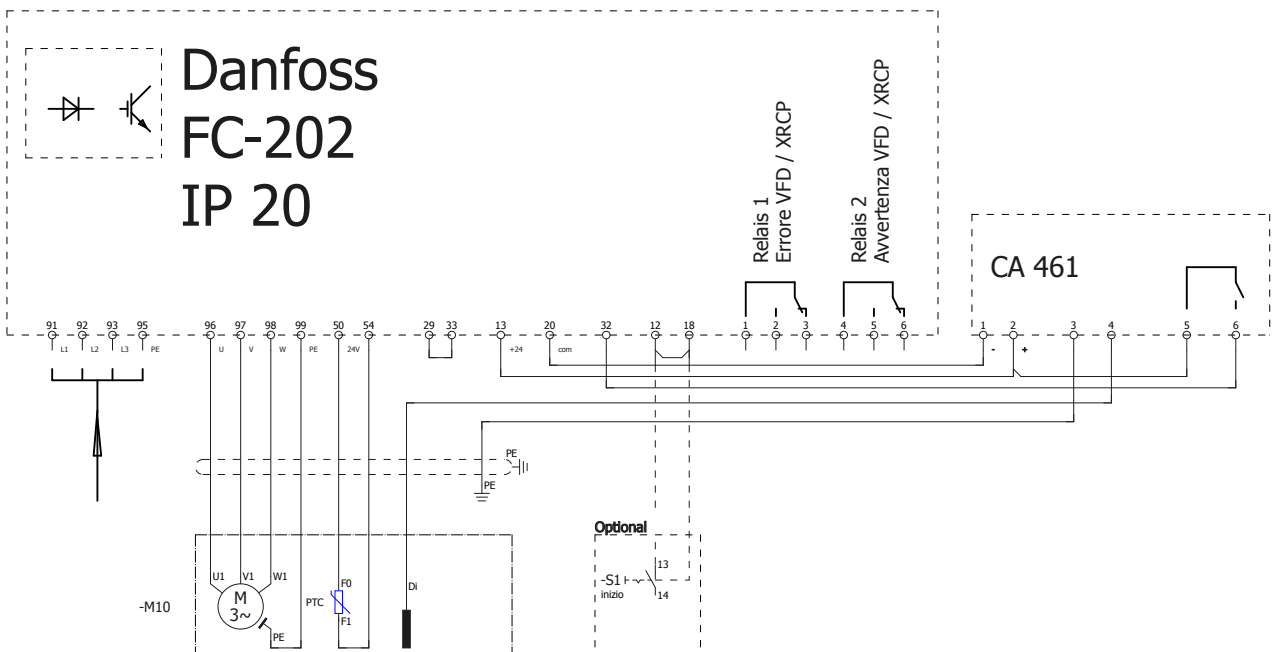 Danfoss
FC-202
IP 20
Relais 1
Errore VFD / XRCP
Relais 2
Avvertenza VFD / XRCP
CA 461
91 92 93 95 96 97 98 99 50 54 29 33 13 20 32 12 18 1 2 3 4 5 6 1 2 3 4 5 6
L1 L2 L3 PE U V W PE 24V +24 com - +
PE
PE
Optional
U1 V1 W1 F0 Di 13
-M10
M
3~
PTC
F1
PE
-S1
inizio
14